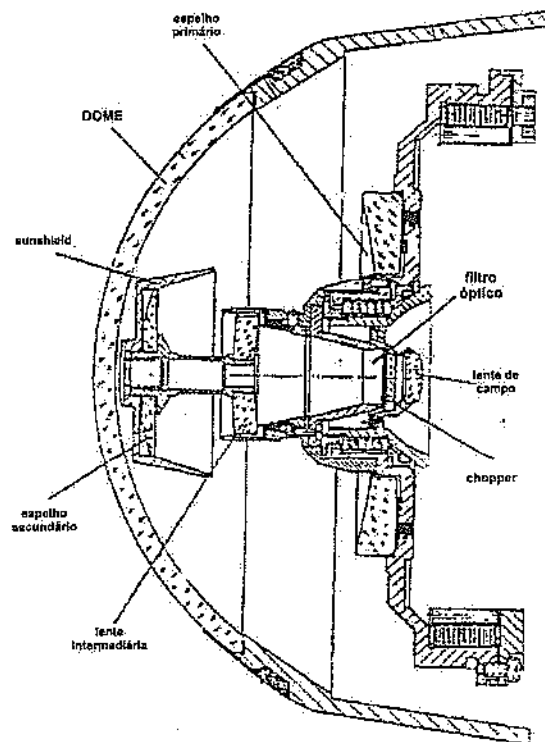 espelho
primário
DOME
sunshield
filtro
óptico
lente de
campo
chopper
espelho
secundário
lente
intermediária